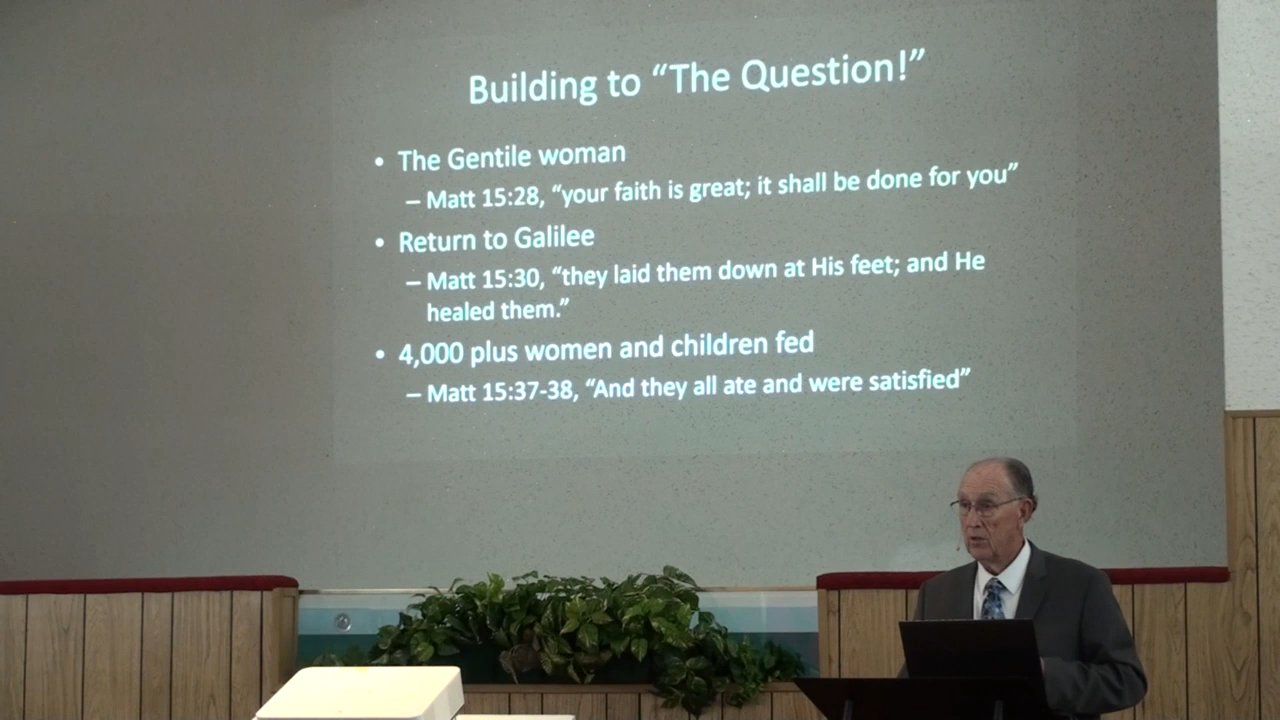 Building to “The Question!”
• The Gentile woman
– Matt 15:28, “your faith is great; it shall be done for you”
• Return to Galilee
– Matt 15:30, “they laid them down at His feet; and He
healed them.”
• 4,000 plus women and children fed
– Matt 15:37-38, “And they all ate and were satisfied”